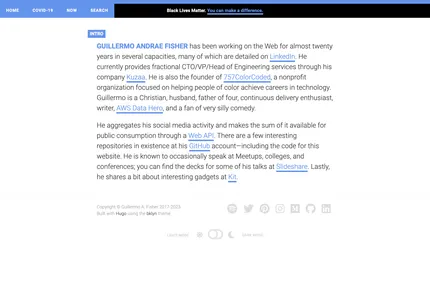 HOME COVID-19 NOW SEARCH Black Lives Matter. You can make a difference.
INTRO
GUILLERMO ANDRAE FISHER has been working on the Web for almost twenty
years in several capacities, many of which are detailed on LinkedIn. He
currently provides fractional CTO/VP/Head of Engineering services through his
company Kuzaa. He is also the founder of 757ColorCoded, a nonprofit
organization focused on helping people of color achieve careers in technology.
Guillermo is a Christian, husband, father of four, continuous delivery enthusiast,
writer, AWS Data Hero, and a fan of very silly comedy.
He aggregates his social media activity and makes the sum of it available for
public consumption through a Web API. There are a few interesting
repositories in existence at his GitHub account—including the code for this
website. He is known to occasionally speak at Meetups, colleges, and
conferences; you can find the decks for some of his talks at Slideshare. Lastly,
he shares a bit about interesting gadgets at Kit.
Copyright © Guillermo A. Fisher
Built with Hugo using the theme.